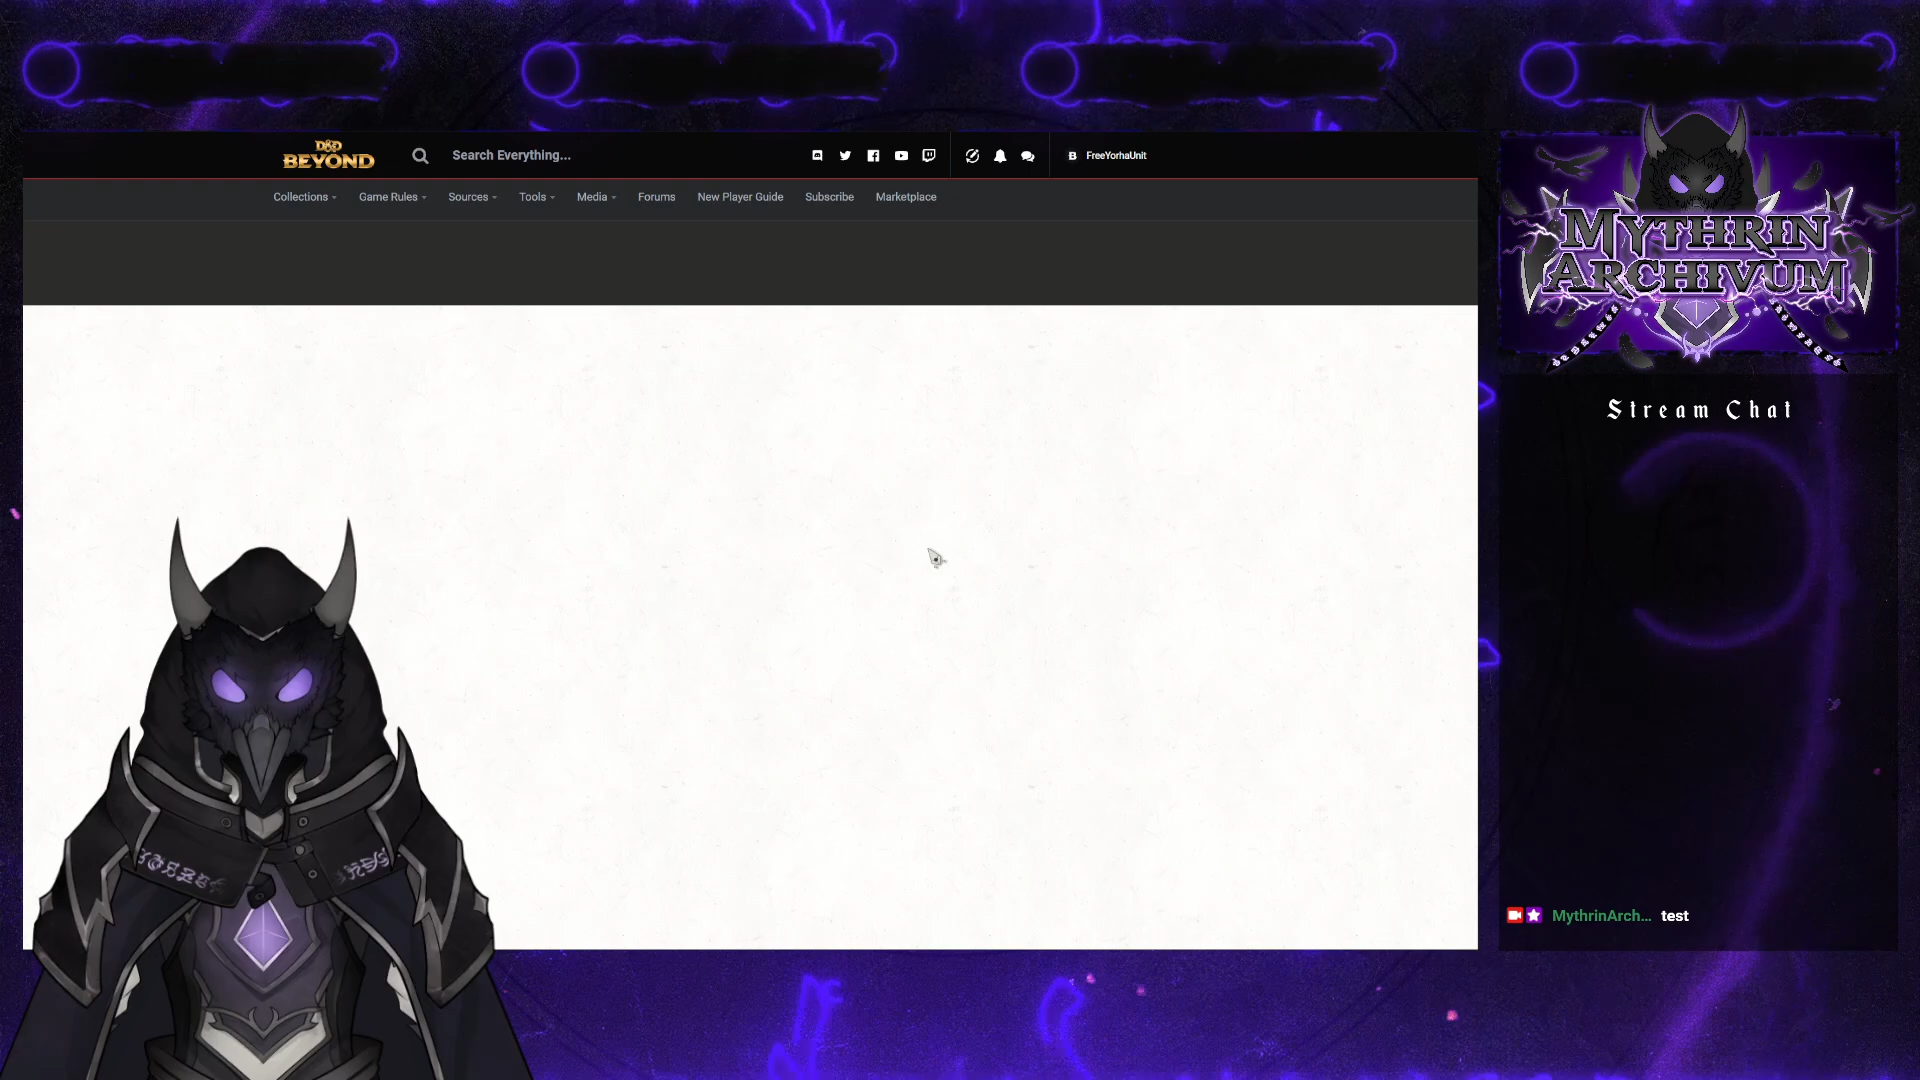 D&D
BEYOND
Search Everything...
FreeYorhaUnit
Collections
Game Rules
Sources
Tools
Media
Forums
New Player Guide
Subscribe
Marketplace
MYTHRIN
ARCHIVUM
Stream Chat
MythrinArch... test